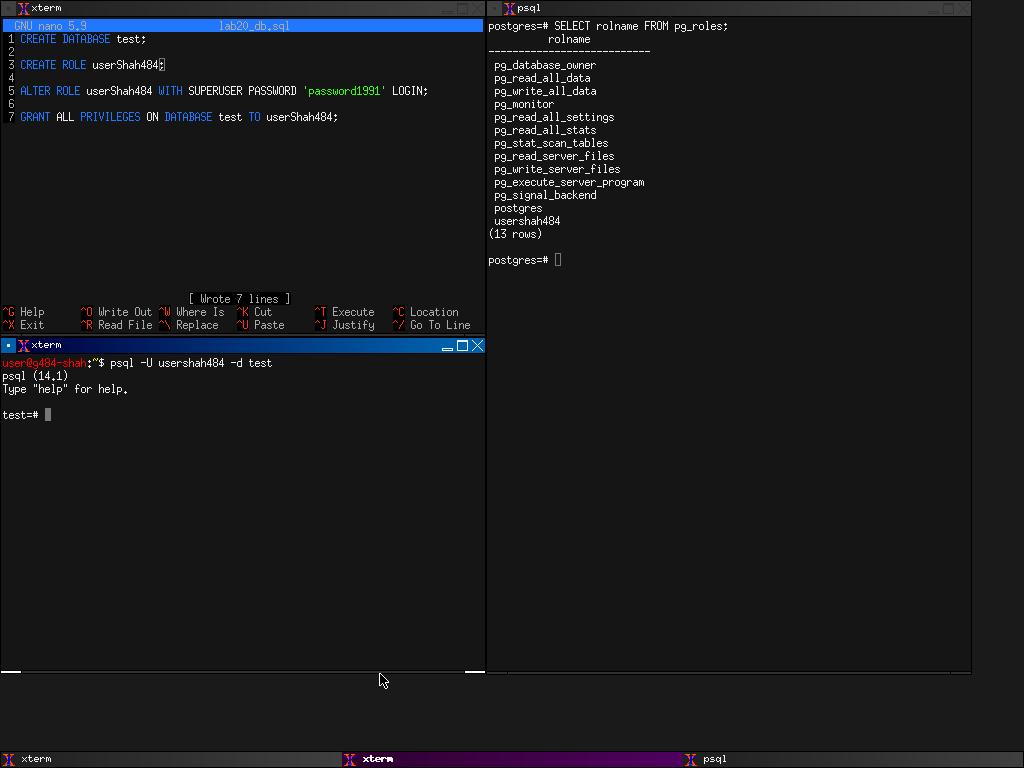 xterm
GNU nano 5.9 lab20_db.sql
1 CREATE DATABASE test;
2
3 CREATE ROLE userShah484;
4
5 ALTER ROLE userShah484 WITH SUPERUSER PASSWORD 'password1991' LOGIN;
6
7 GRANT ALL PRIVILEGES ON DATABASE test TO userShah484;
[ Wrote 7 lines ]
^G Help ^O Write Out ^W Where Is ^K Cut ^T Execute ^C Location
^X Exit ^R Read File ^\ Replace ^U Paste ^J Justify ^/ Go To Line
xterm
user@g484-shah:~$ psql -U usershah484 -d test
psql (14.1)
Type "help" for help.
test=#
psql
postgres=# SELECT rolname FROM pg_roles;
rolname
---------------------------
pg_database_owner
pg_read_all_data
pg_write_all_data
pg_monitor
pg_read_all_settings
pg_read_all_stats
pg_stat_scan_tables
pg_read_server_files
pg_write_server_files
pg_execute_server_program
pg_signal_backend
postgres
usershah484
(13 rows)
postgres=#
xterm
xterm
psql